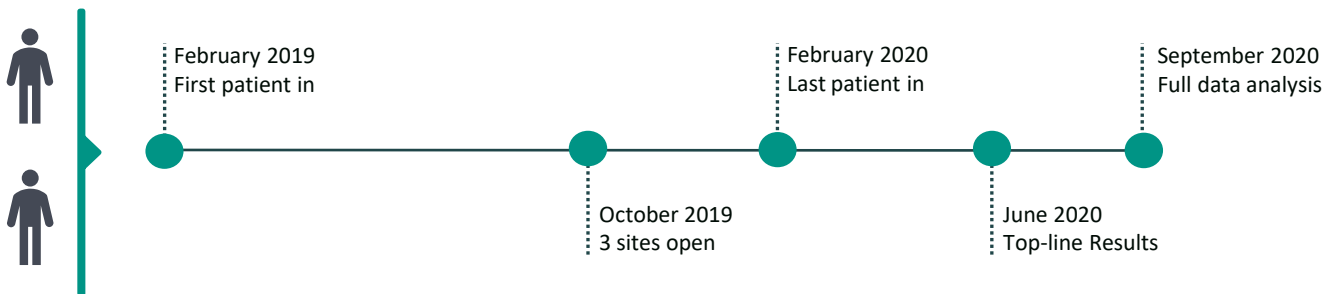 February 2019
First patient in
October 2019
3 sites open
February 2020
Last patient in
June 2020
Top-line Results
September 2020
Full data analysis